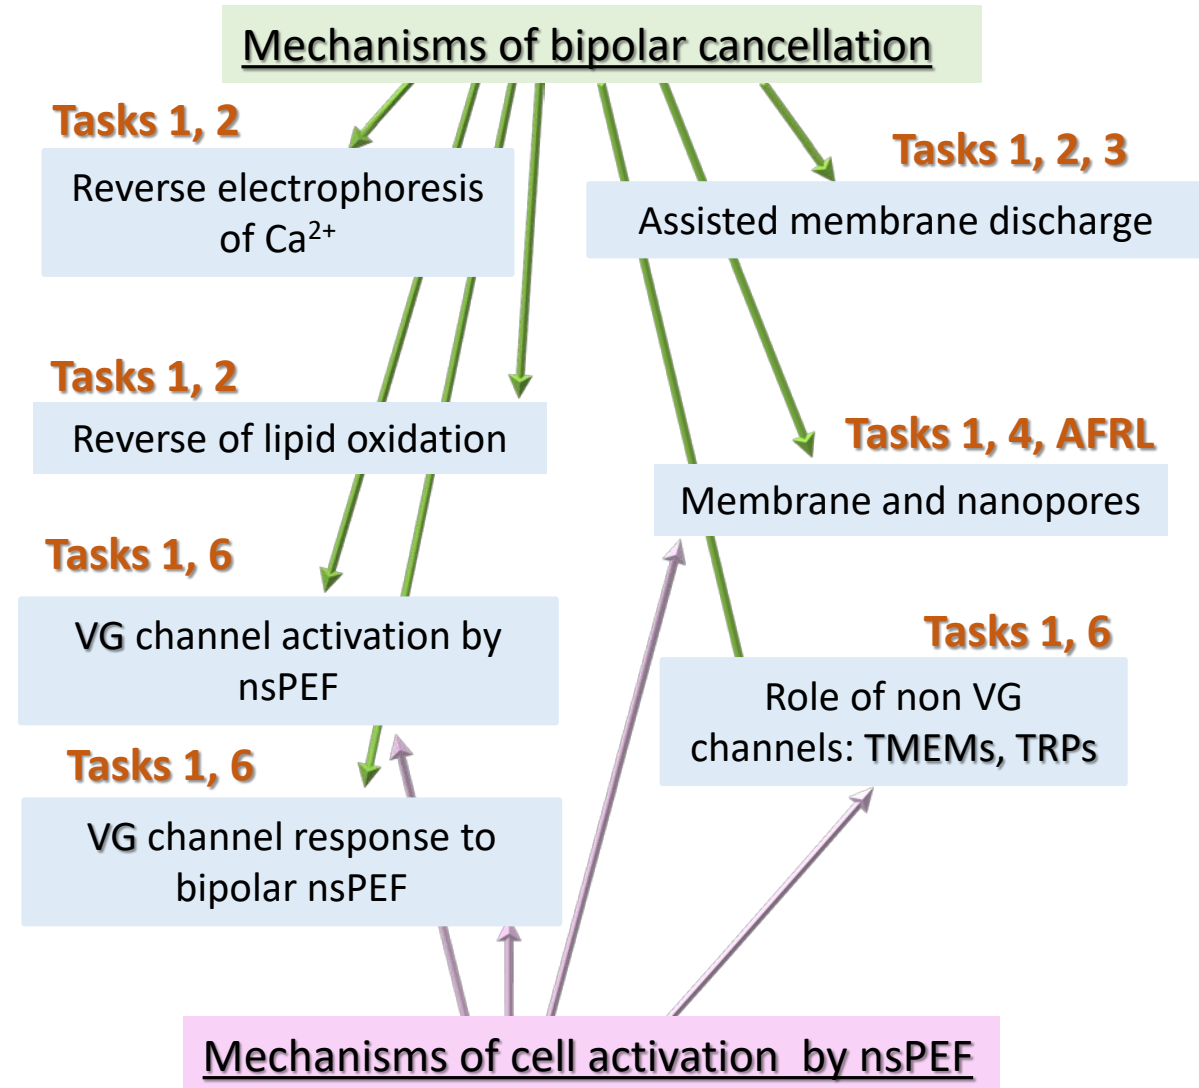 Mechanisms of bipolar cancellation
Tasks 1, 2
Reverse electrophoresis
of Ca²⁺
Tasks 1, 2, 3
Assisted membrane discharge
Tasks 1, 2
Reverse of lipid oxidation
Tasks 1, 4, AFRL
Membrane and nanopores
Tasks 1, 6
VG channel activation by
nsPEF
Tasks 1, 6
Role of non VG
channels: TMEMs, TRPs
Tasks 1, 6
VG channel response to
bipolar nsPEF
Mechanisms of cell activation by nsPEF